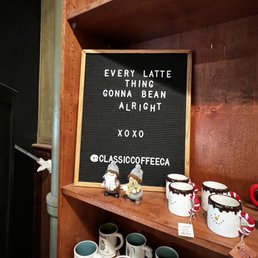 EVERY LATTE
THING
GONNA BEAN
ALRIGHT
XOXO
@CLASSICCOFFEECA